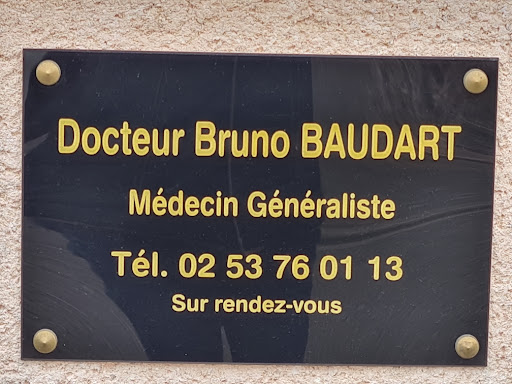 Docteur Bruno BAUDART
Médecin Généraliste
Tél. 02 53 76 01 13
Sur rendez-vous